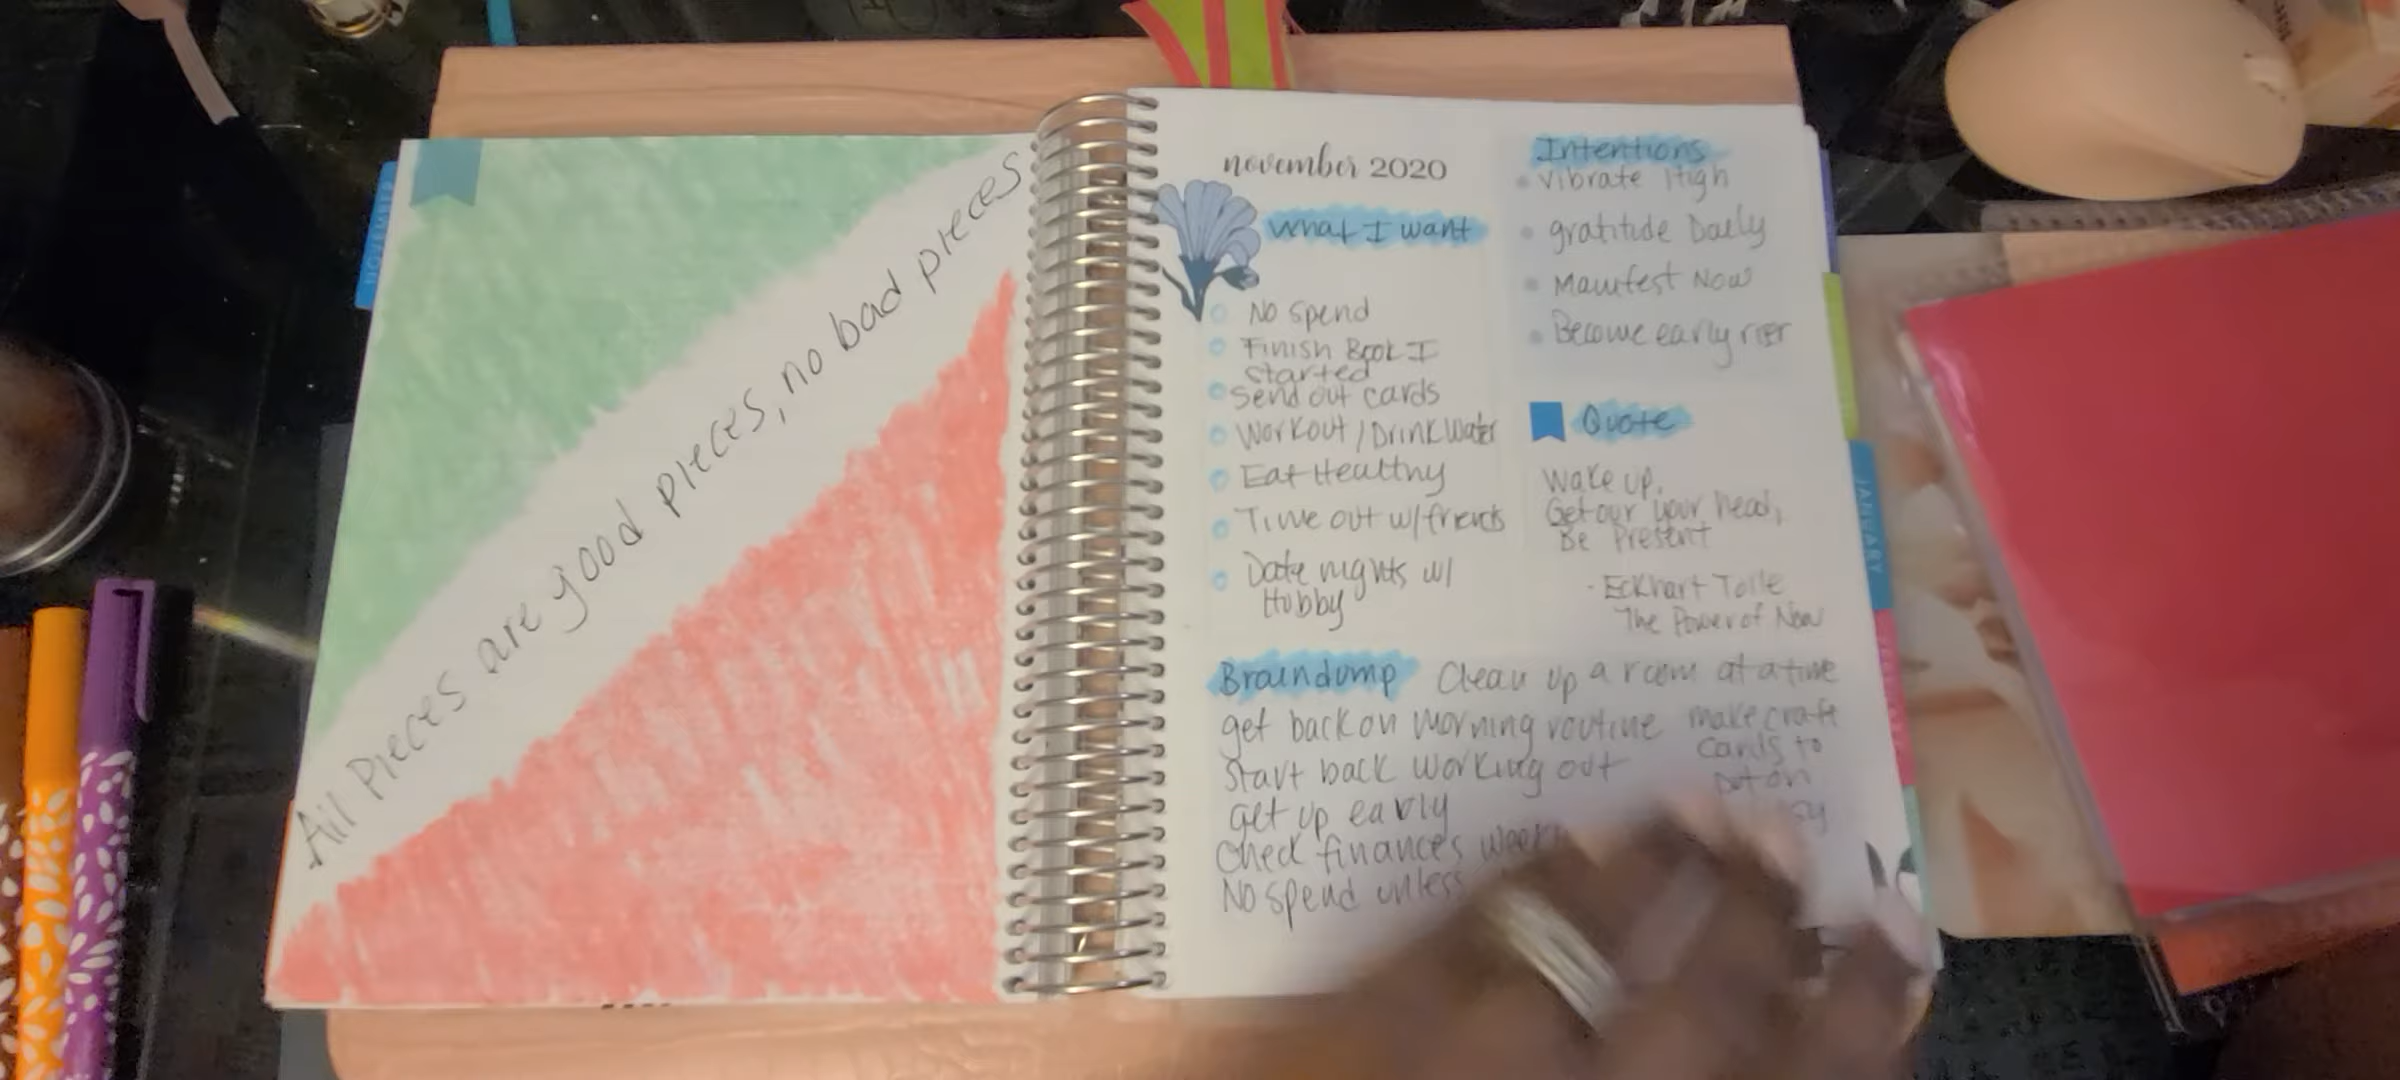 NOVEMBER
All Pieces are good pieces, no bad pieces
november 2020
What I want
No spend
Finish Book I
started
Send out cards
Workout / Drink Water
Eat Healthy
Time out w/ friends
Date nights w/
Hubby
Intentions
Vibrate High
gratitude Daily
Manifest Now
Become early riser
Quote
Wake up,
Get our your head,
Be Present
- Eckhart Tolle
The Power of Now
Braindump Clean up a room at a time
get back on morning routine make craft
cards to
start back working out
put on
get up early
check finances
No spend unless
JANUARY